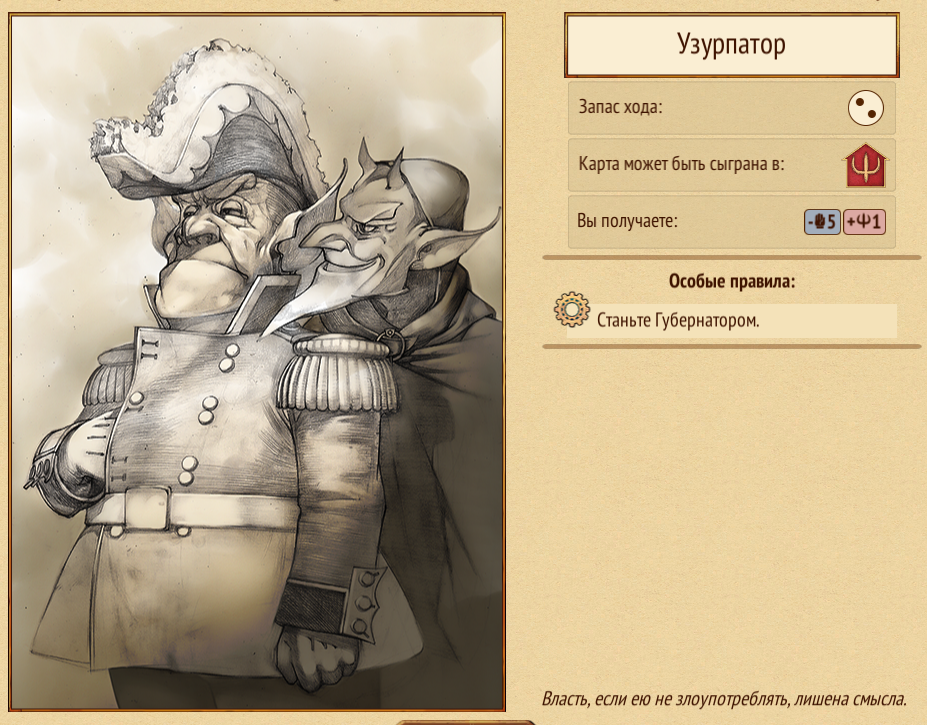 Узурпатор
Запас хода:
Карта может быть сыграна в:
Вы получаете:
-5
+1
Особые правила:
Станьте Губернатором.
Власть, если ею не злоупотреблять, лишена смысла.